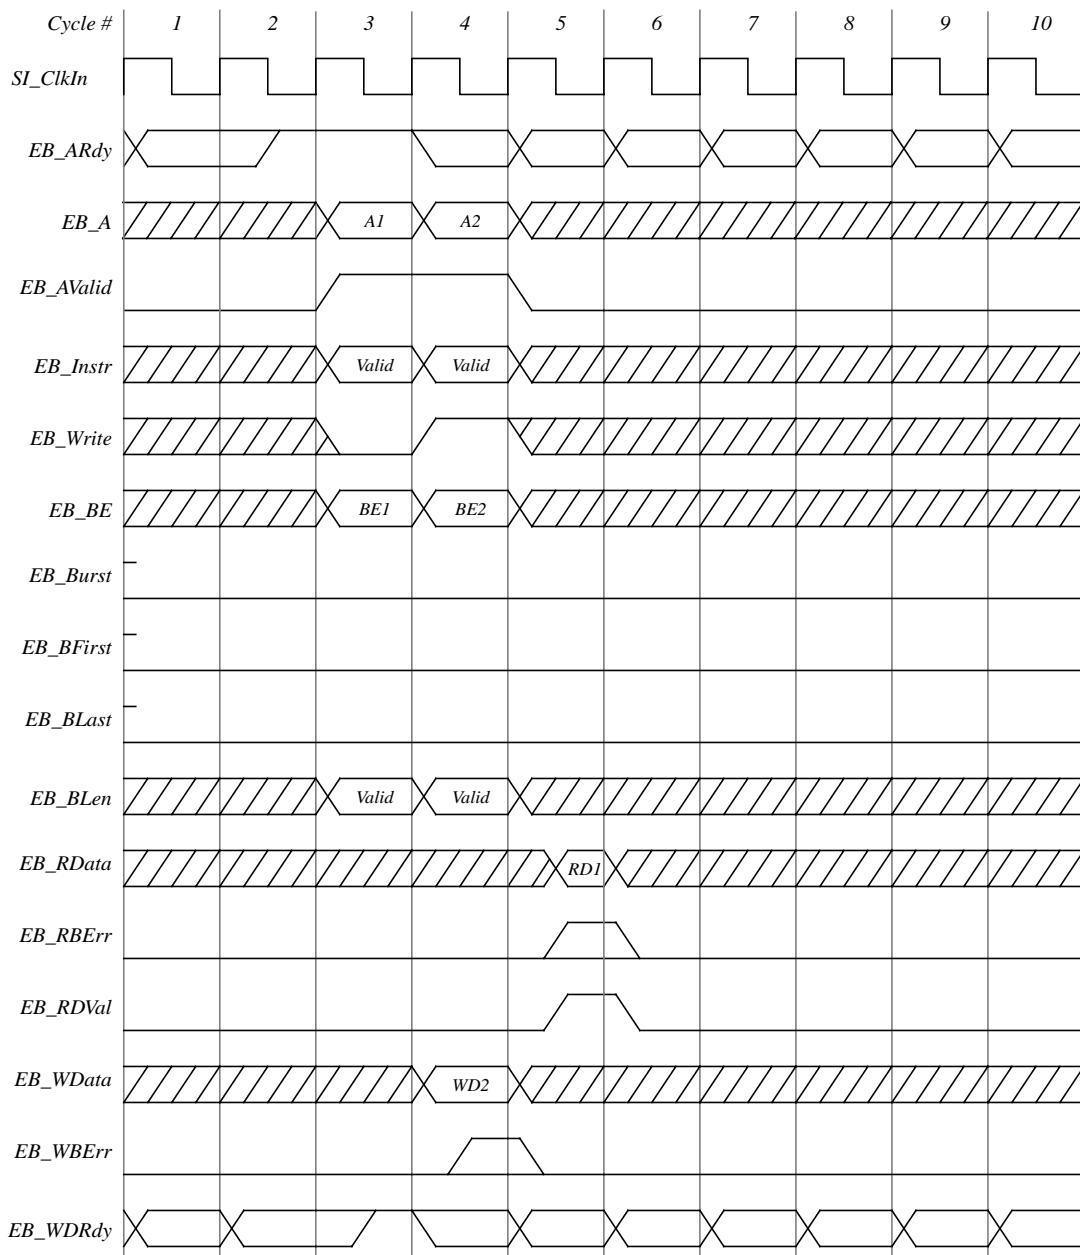 Cycle # 1 2 3 4 5 6 7 8 9 10
SI_ClkIn
EB_ARdy
EB_A A1 A2
EB_AValid
EB_Instr Valid Valid
EB_Write
EB_BE BE1 BE2
EB_Burst
EB_BFirst
EB_BLast
EB_BLen Valid Valid
EB_RData RD1
EB_RBErr
EB_RDVal
EB_WData WD2
EB_WBErr
EB_WDRdy